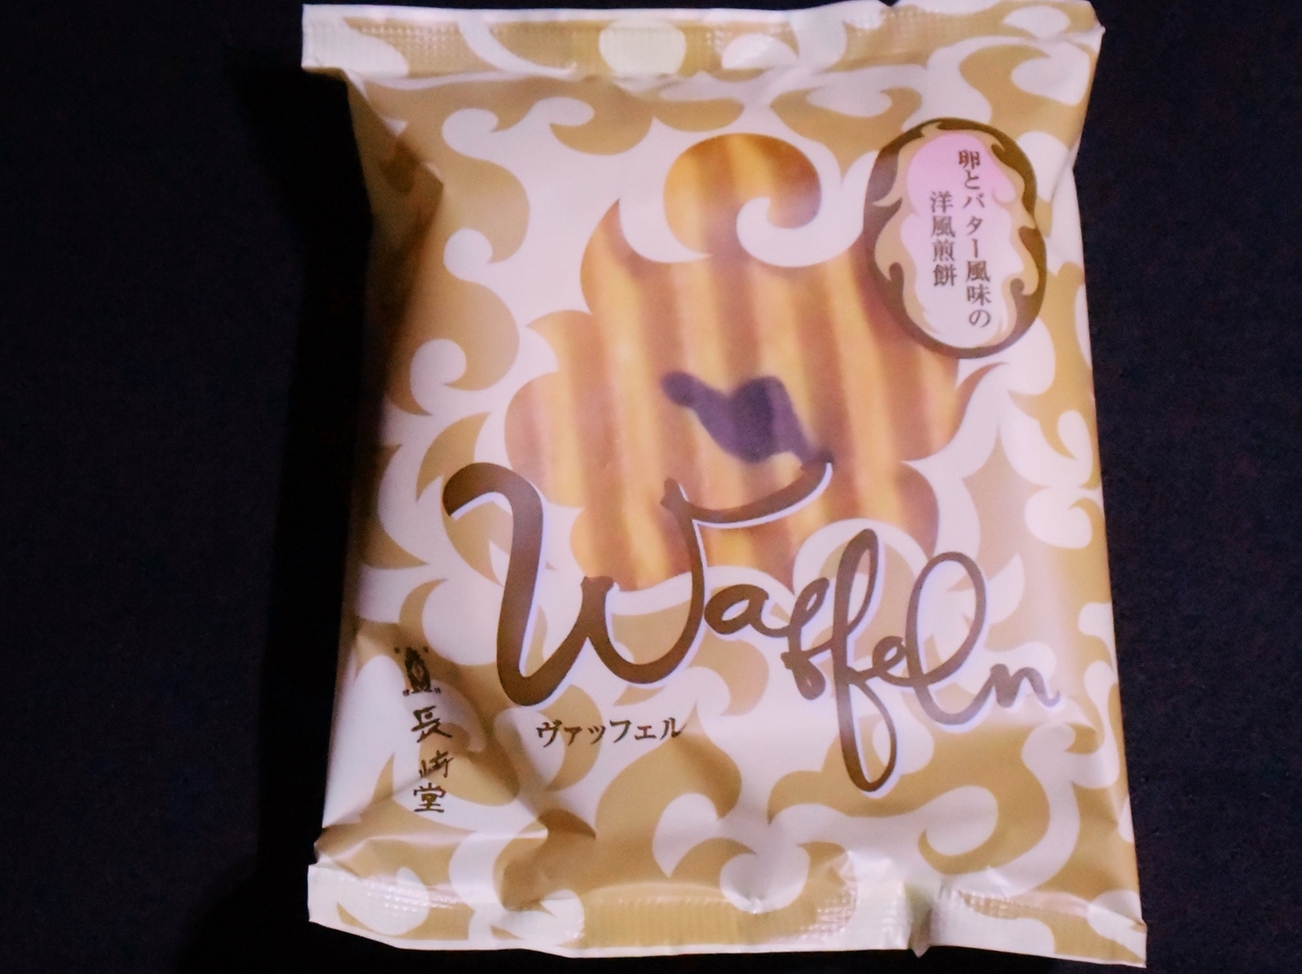 卵とバター風味の
洋風煎餅
Waffeln
ヴァッフェル
長崎堂